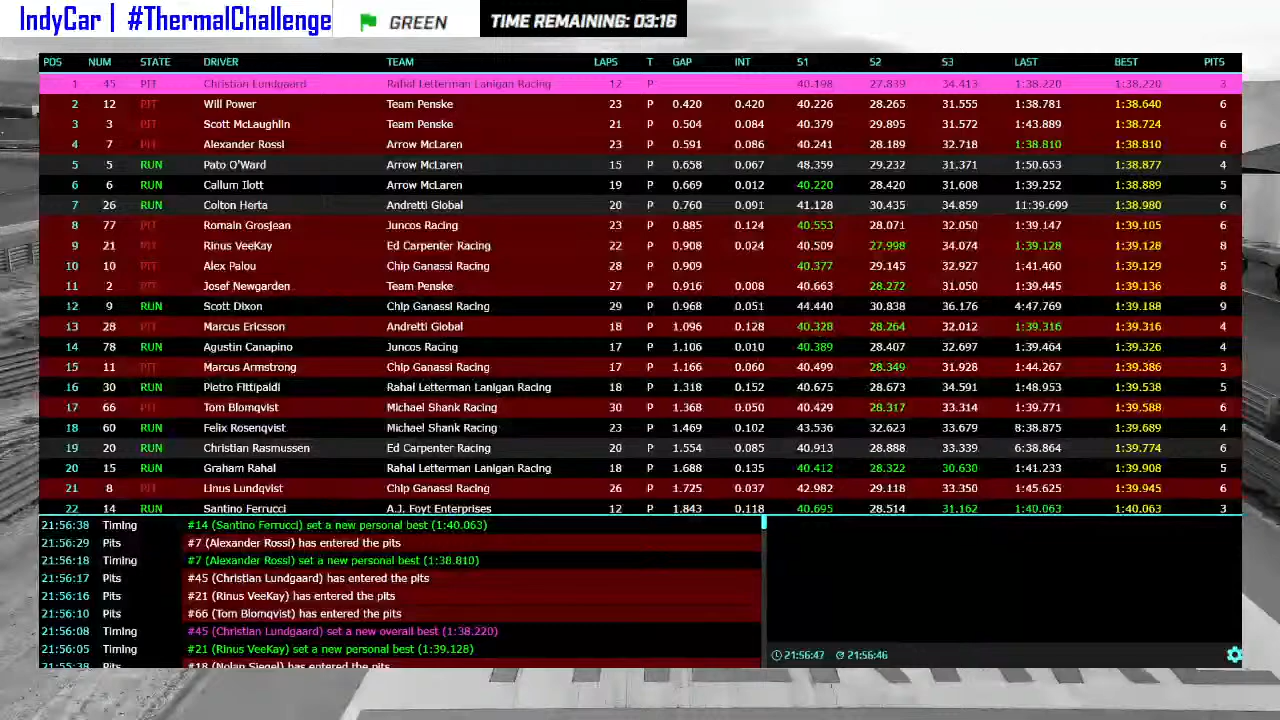 IndyCar | #ThermalChallenge GREEN TIME REMAINING: 03:16
POS NUM STATE DRIVER TEAM LAPS T GAP INT S1 S2 S3 LAST BEST PITS
1 45 PIT Christian Lundgaard Rahal Letterman Lanigan Racing 12 P 40.198 27.839 34.413 1:38.220 1:38.220 3
2 12 PIT Will Power Team Penske 23 P 0.420 0.420 40.226 28.265 31.555 1:38.781 1:38.640 6
3 3 PIT Scott McLaughlin Team Penske 21 P 0.504 0.084 40.379 29.895 31.572 1:43.889 1:38.724 6
4 7 PIT Alexander Rossi Arrow McLaren 23 P 0.591 0.086 40.241 28.189 32.718 1:38.810 1:38.810 6
5 5 RUN Pato O'Ward Arrow McLaren 15 P 0.658 0.067 48.359 29.232 31.371 1:50.653 1:38.877 4
6 6 RUN Callum Ilott Arrow McLaren 19 P 0.669 0.012 40.220 28.420 31.608 1:39.252 1:38.889 5
7 26 RUN Colton Herta Andretti Global 20 P 0.760 0.091 41.128 30.435 34.859 11:39.699 1:38.980 6
8 77 PIT Romain Grosjean Juncos Racing 23 P 0.885 0.124 40.553 28.071 32.050 1:39.147 1:39.105 6
9 21 PIT Rinus VeeKay Ed Carpenter Racing 22 P 0.908 0.024 40.509 27.998 34.074 1:39.128 1:39.128 8
10 10 PIT Alex Palou Chip Ganassi Racing 28 P 0.909 40.377 29.145 32.927 1:41.460 1:39.129 5
11 2 PIT Josef Newgarden Team Penske 27 P 0.916 0.008 40.663 28.272 31.050 1:39.445 1:39.136 8
12 9 RUN Scott Dixon Chip Ganassi Racing 29 P 0.968 0.051 44.440 30.838 36.176 4:47.769 1:39.188 9
13 28 PIT Marcus Ericsson Andretti Global 18 P 1.096 0.128 40.328 28.264 32.012 1:39.316 1:39.316 4
14 78 RUN Agustin Canapino Juncos Racing 17 P 1.106 0.010 40.389 28.407 32.697 1:39.464 1:39.326 4
15 11 PIT Marcus Armstrong Chip Ganassi Racing 17 P 1.166 0.060 40.499 28.349 31.928 1:44.267 1:39.386 3
16 30 RUN Pietro Fittipaldi Rahal Letterman Lanigan Racing 18 P 1.318 0.152 40.675 28.673 34.591 1:48.953 1:39.538 5
17 66 PIT Tom Blomqvist Michael Shank Racing 30 P 1.368 0.050 40.429 28.317 33.314 1:39.771 1:39.588 6
18 60 RUN Felix Rosenqvist Michael Shank Racing 23 P 1.469 0.102 43.536 32.623 33.679 8:38.875 1:39.689 4
19 20 RUN Christian Rasmussen Ed Carpenter Racing 20 P 1.554 0.085 40.913 28.888 33.339 6:38.864 1:39.774 6
20 15 RUN Graham Rahal Rahal Letterman Lanigan Racing 18 P 1.688 0.135 40.412 28.322 30.630 1:41.233 1:39.908 5
21 8 PIT Linus Lundqvist Chip Ganassi Racing 26 P 1.725 0.037 42.982 29.118 33.350 1:45.625 1:39.945 6
22 14 RUN Santino Ferrucci A.J. Foyt Enterprises 12 P 1.843 0.118 40.695 28.514 31.162 1:40.063 1:40.063 3
21:56:38 Timing #14 (Santino Ferrucci) set a new personal best (1:40.063)
21:56:29 Pits #7 (Alexander Rossi) has entered the pits
21:56:18 Timing #7 (Alexander Rossi) set a new personal best (1:38.810)
21:56:17 Pits #45 (Christian Lundgaard) has entered the pits
21:56:16 Pits #21 (Rinus VeeKay) has entered the pits
21:56:10 Pits #66 (Tom Blomqvist) has entered the pits
21:56:08 Timing #45 (Christian Lundgaard) set a new overall best (1:38.220)
21:56:05 Timing #21 (Rinus VeeKay) set a new personal best (1:39.128)
21:55:38 Pits #18 (Nolan Siegel) has entered the pits
21:56:47 21:56:46